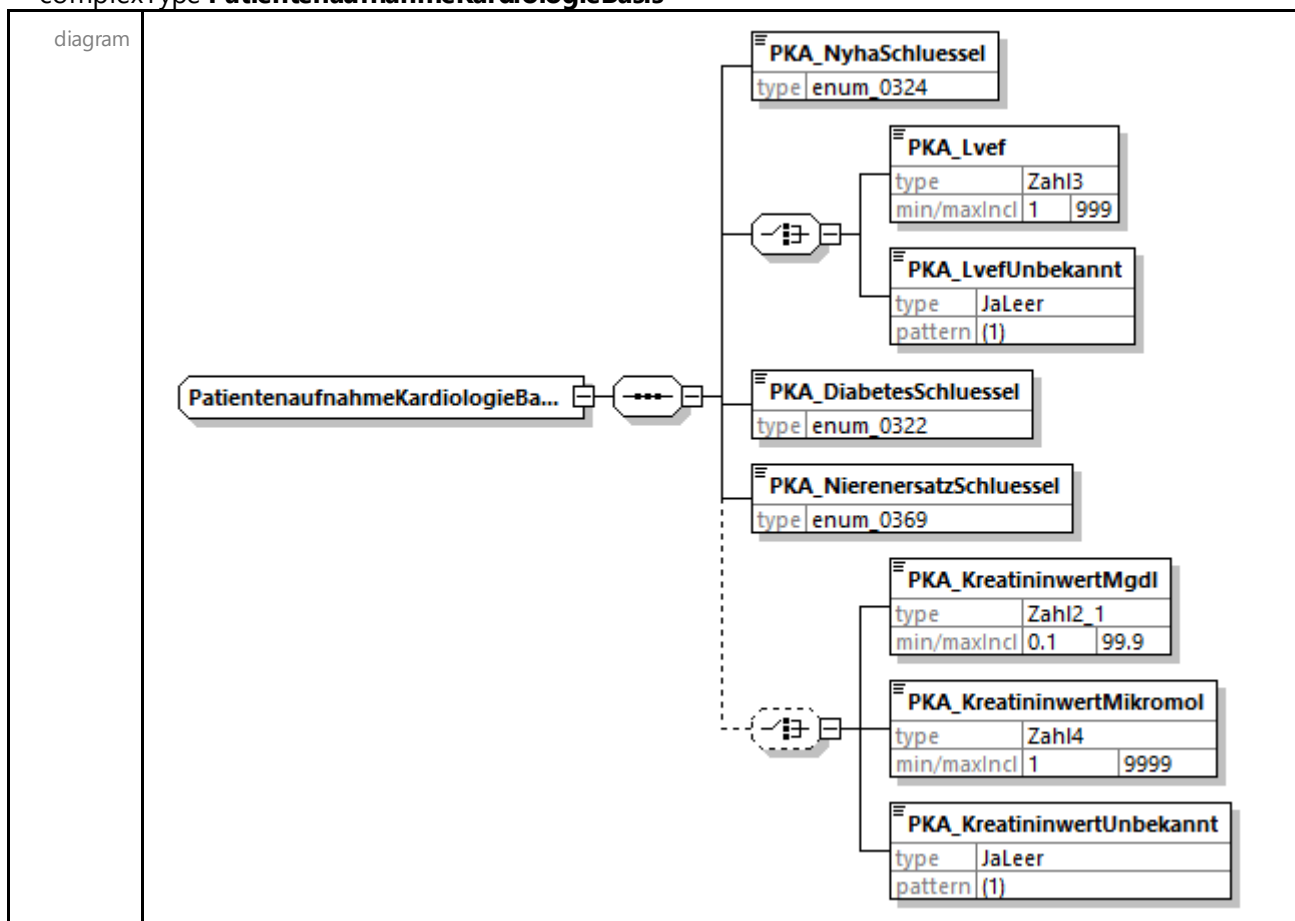 complexType PatientenaufnahmeKardiologieBasis
diagram
PKA_NyhaSchluessel
type enum_0324
PKA_Lvef
type Zahl3
min/maxIncl 1 999
PKA_LvefUnbekannt
type JaLeer
pattern (1)
PatientenaufnahmeKardiologieBa...
PKA_DiabetesSchluessel
type enum_0322
PKA_NierenersatzSchluessel
type enum_0369
PKA_KreatininwertMgdl
type Zahl2_1
min/maxIncl 0.1 99.9
PKA_KreatininwertMikromol
type Zahl4
min/maxIncl 1 9999
PKA_KreatininwertUnbekannt
type JaLeer
pattern (1)